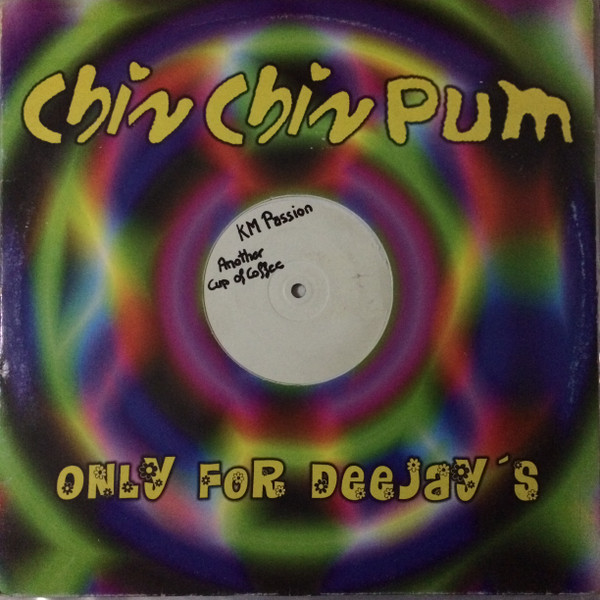 Chin Chin Pum
KM Passion
Another
Cup of Coffee
ONLY FOR DeeJay´S